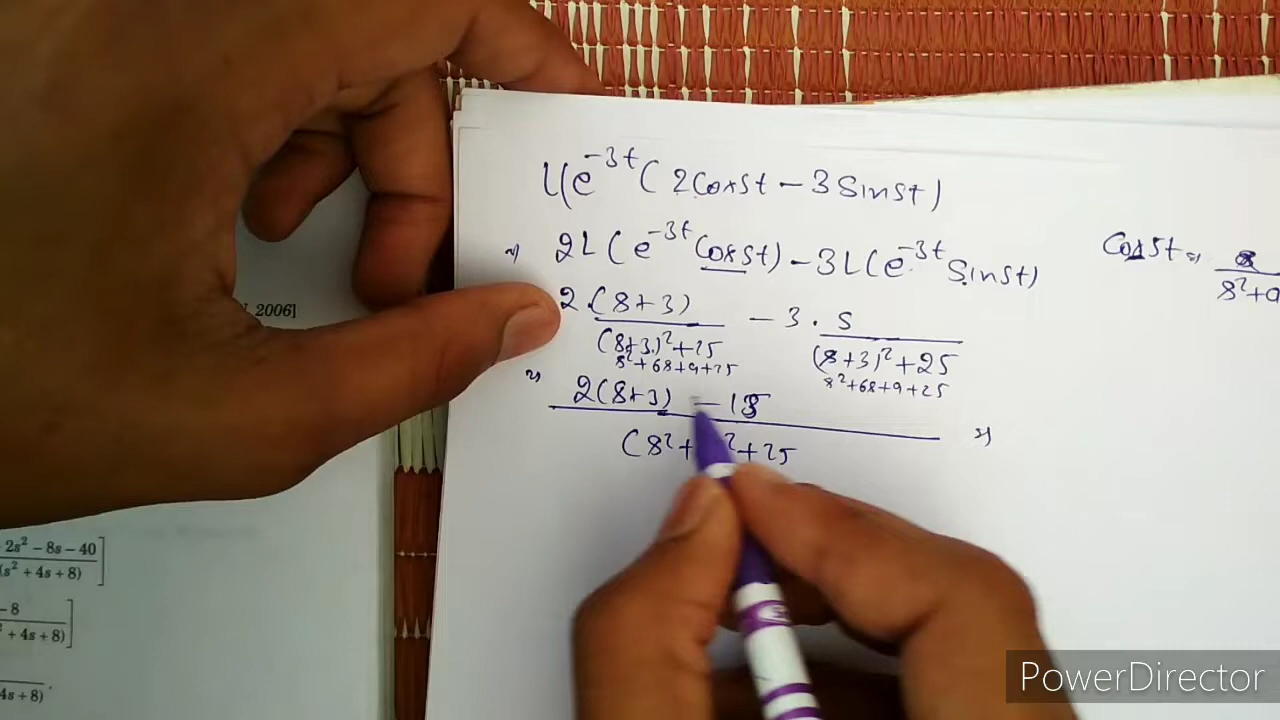 L(e^-3t (2Cos5t - 3Sin5t)
⇒ 2L(e^-3t Cos5t) - 3L(e^-3t Sin5t)
Cos5t ⇒ s
s²+a
2.(s+3) - 3. 5
(s+3)²+25 (s+3)²+25
s²+6s+9+25 s²+6s+9+25
⇒ 2(s+3) - 15
(s²+ ²+25 ⇒
2006]
2s² - 8s - 40]
(s² + 4s + 8)
- 8]
+ 4s + 8)
4s + 8)
PowerDirector